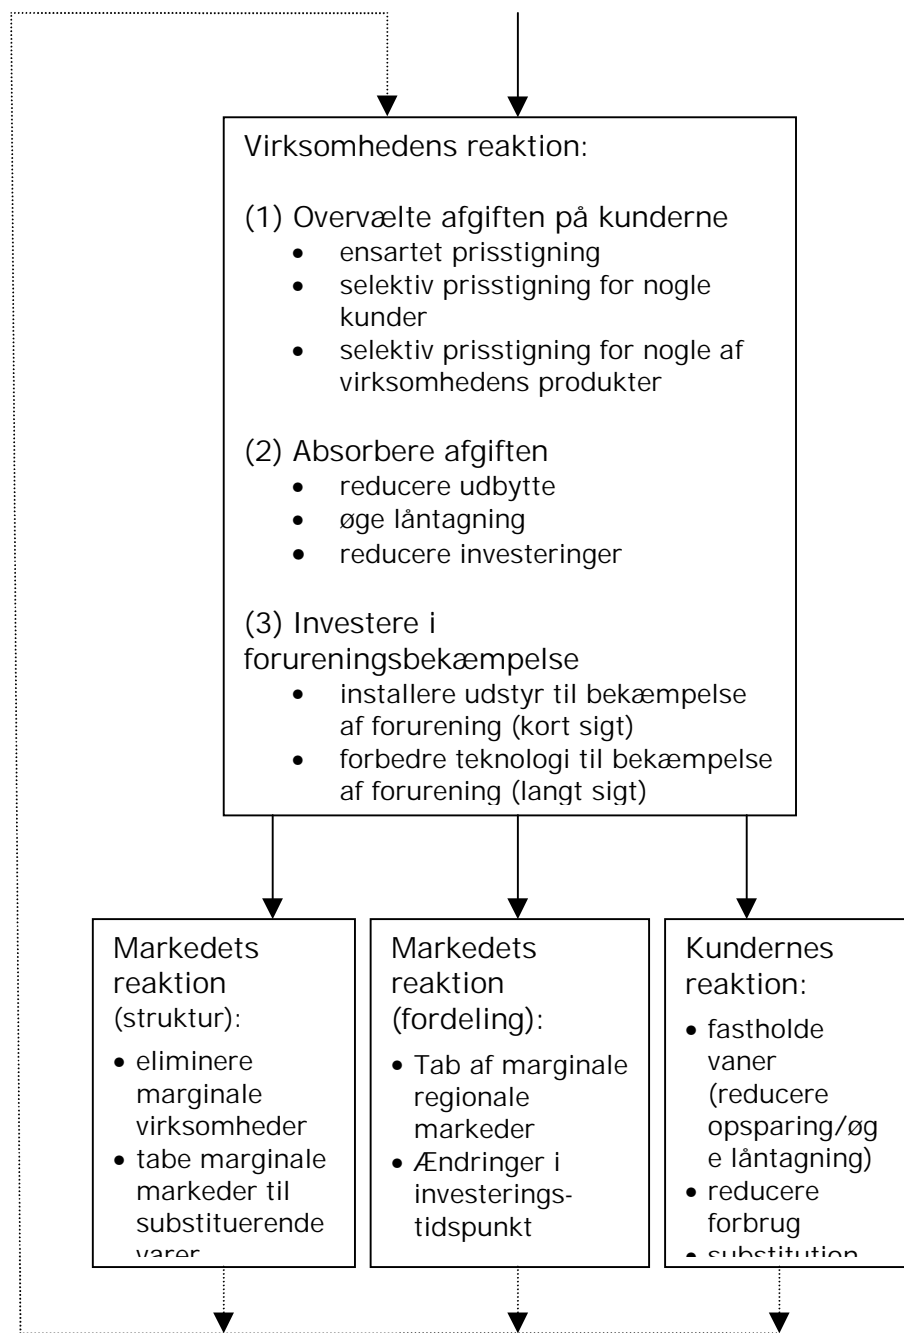 Virksomhedens reaktion:
(1) Overvælte afgiften på kunderne
• ensartet prisstigning
• selektiv prisstigning for nogle
kunder
• selektiv prisstigning for nogle af
virksomhedens produkter
(2) Absorbere afgiften
• reducere udbytte
• øge låntagning
• reducere investeringer
(3) Investere i
forureningsbekæmpelse
• installere udstyr til bekæmpelse
af forurening (kort sigt)
• forbedre teknologi til bekæmpelse
af forurening (langt sigt)
Markedets
reaktion
(struktur):
• eliminere
marginale
virksomheder
• tabe marginale
markeder til
substituerende
varer
Markedets
reaktion
(fordeling):
• Tab af marginale
regionale
markeder
• Ændringer i
investerings-
tidspunkt
Kundernes
reaktion:
• fastholde
vaner
(reducere
opsparing/øg
e låntagning)
• reducere
forbrug
• substitution